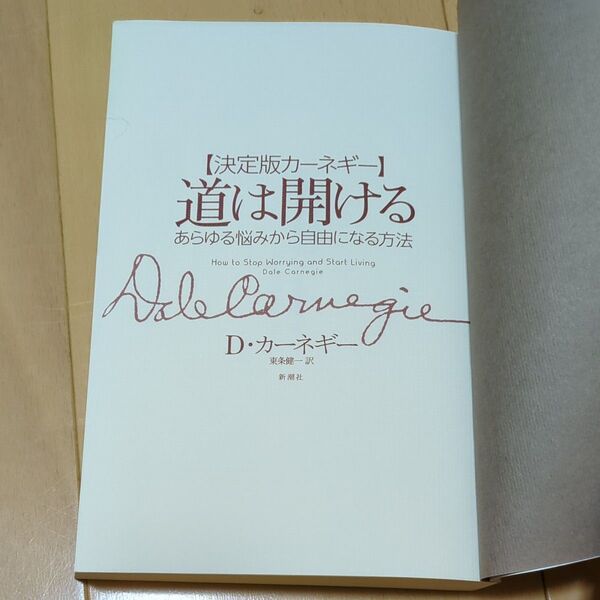 【決定版カーネギー】
道は開ける
あらゆる悩みから自由になる方法
How to Stop Worrying and Start Living
Dale Carnegie
Dale Carnegie
D・カーネギー
東条健一 訳
新潮社